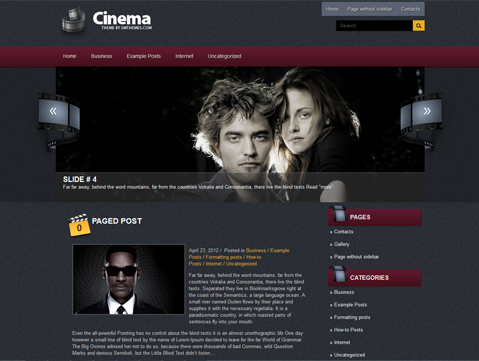 Home Page without sidebar Contacts
Cinema
THEME BY SMTHEMES.COM
Search
Home Business Example Posts Internet Uncategorized
«
»
SLIDE # 4
Far far away, behind the word mountains, far from the countries Vokalia and Consonantia, there live the blind texts Read "more"
0
PAGED POST
April 23, 2012 / Posted in Business / Example
Posts / Formatting posts / How-to
Posts / Internet / Uncategorized
Far far away, behind the word mountains, far from the
countries Vokalia and Consonantia, there live the blind
texts. Separated they live in Bookmarksgrove right at
the coast of the Semantics, a large language ocean. A
small river named Duden flows by their place and
supplies it with the necessary regelialia. It is a
paradisematic country, in which roasted parts of
sentences fly into your mouth.
Even the all-powerful Pointing has no control about the blind texts it is an almost unorthographic life One day
however a small line of blind text by the name of Lorem Ipsum decided to leave for the far World of Grammar.
The Big Oxmox advised her not to do so, because there were thousands of bad Commas, wild Question
Marks and devious Semikoli, but the Little Blind Text didn't listen...
PAGES
Contacts
Gallery
Page without sidebar
CATEGORIES
Business
Example Posts
Formatting posts
How-to Posts
Internet
Uncategorized